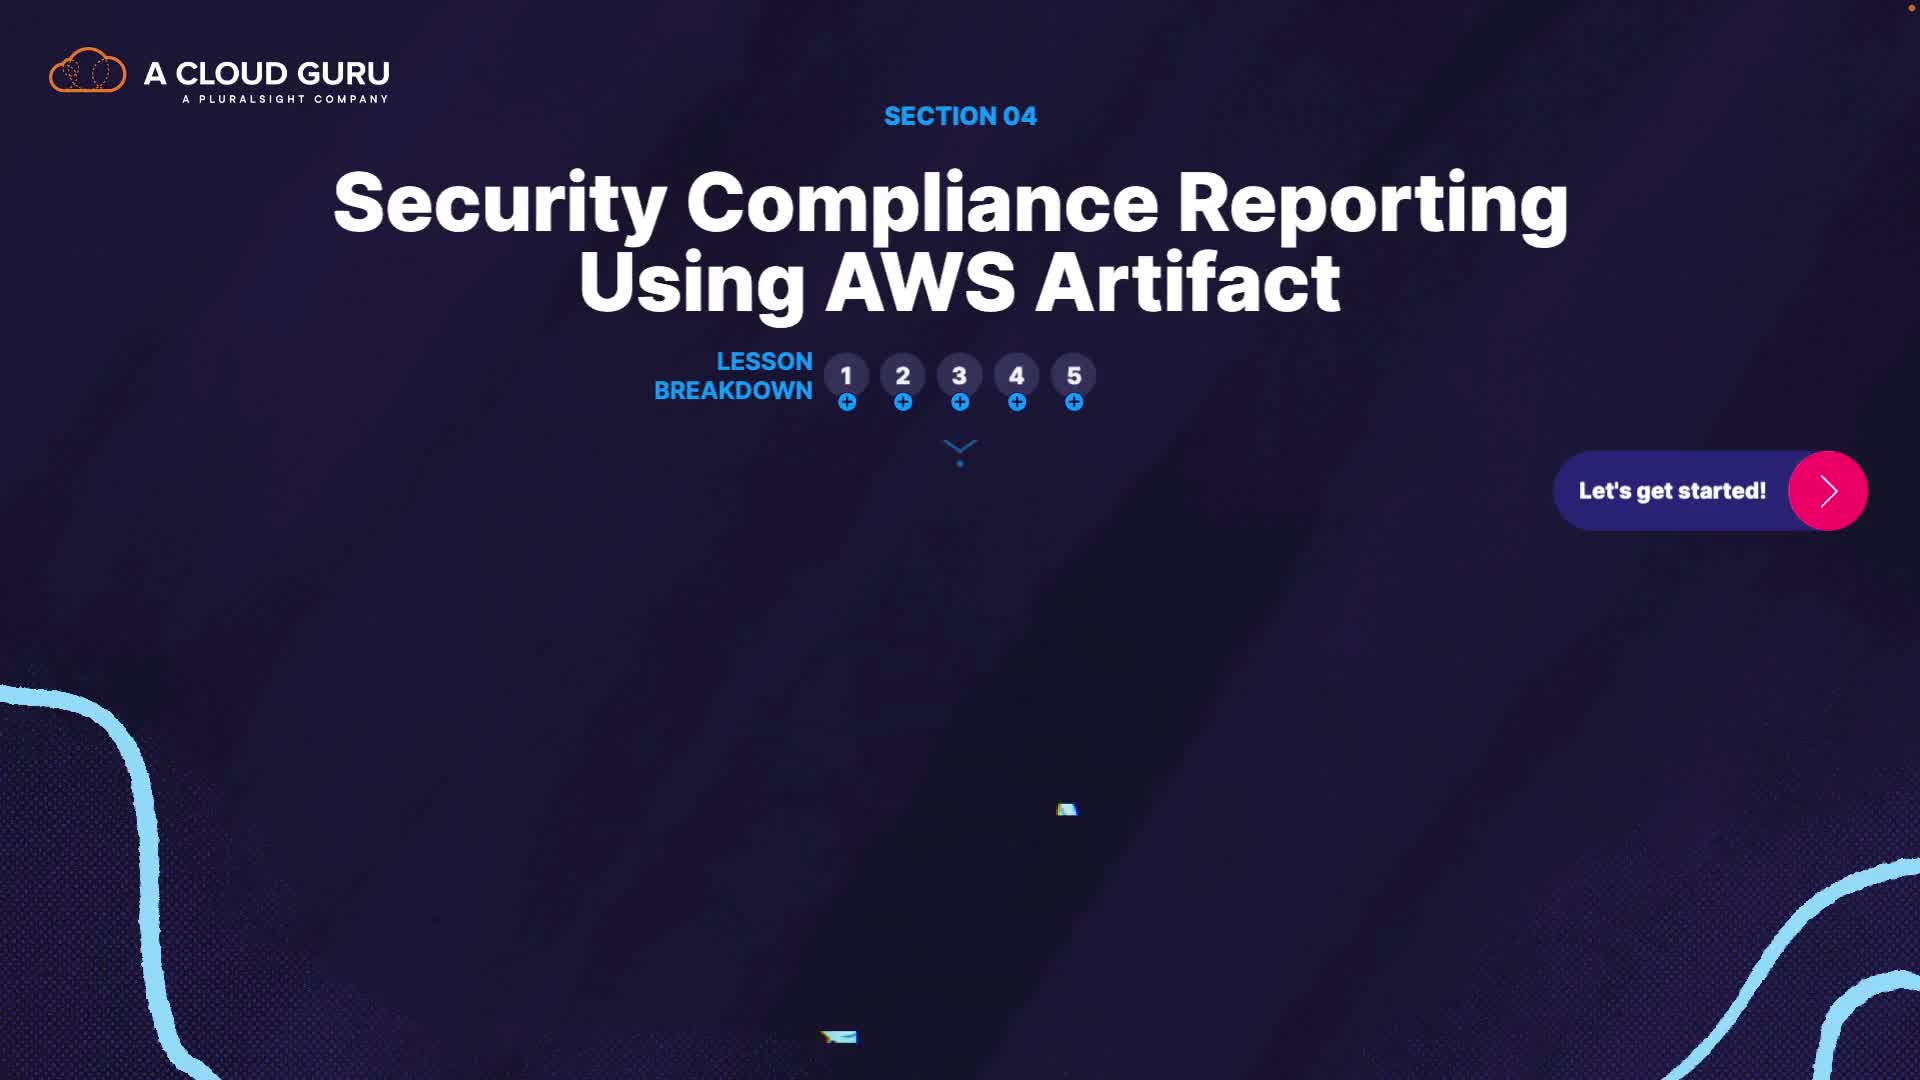 A CLOUD GURU
A PLURALSIGHT COMPANY
SECTION 04
Security Compliance Reporting
Using AWS Artifact
LESSON
BREAKDOWN
1 2 3 4 5
Let's get started!